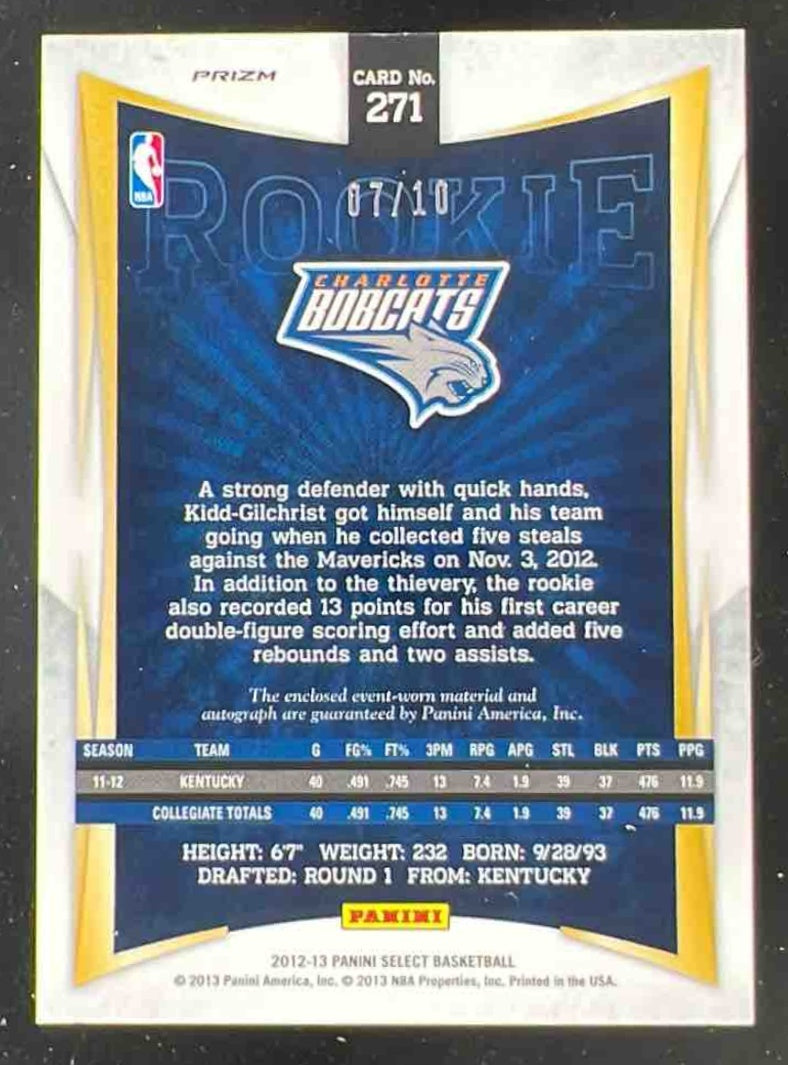 PRIZM
CARD No.
271
NBA
ROOKIE
07/10
CHARLOTTE
BOBCATS
A strong defender with quick hands,
Kidd-Gilchrist got himself and his team
going when he collected five steals
against the Mavericks on Nov. 3, 2012.
In addition to the thievery, the rookie
also recorded 13 points for his first career
double-figure scoring effort and added five
rebounds and two assists.
The enclosed event-worn material and
autograph are guaranteed by Panini America, Inc.
SEASON TEAM G FG% FT% 3PM RPG APG STL BLK PTS PPG
11-12 KENTUCKY 40 .491 .745 13 7.4 1.9 39 37 476 11.9
COLLEGIATE TOTALS 40 .491 .745 13 7.4 1.9 39 37 476 11.9
HEIGHT: 6'7" WEIGHT: 232 BORN: 9/28/93
DRAFTED: ROUND 1 FROM: KENTUCKY
PANINI
2012-13 PANINI SELECT BASKETBALL
© 2013 Panini America, Inc. © 2013 NBA Properties, Inc. Printed in the USA.